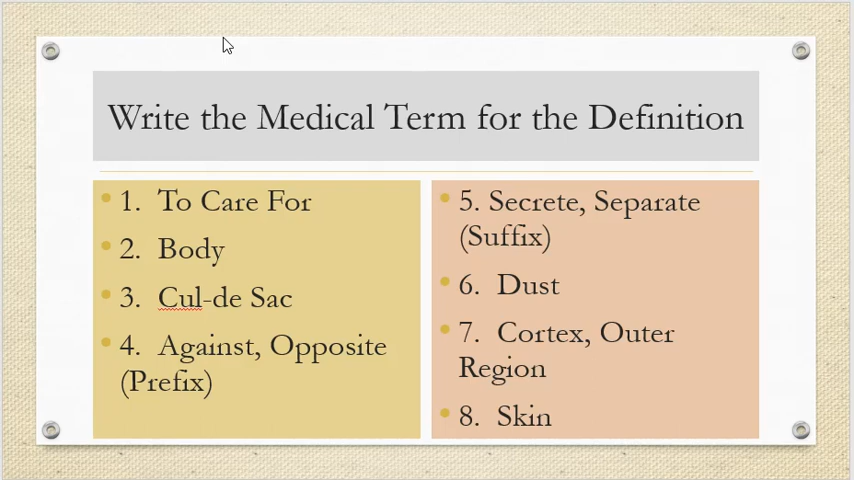 Write the Medical Term for the Definition
1. To Care For
2. Body
3. Cul-de Sac
4. Against, Opposite
(Prefix)
5. Secrete, Separate
(Suffix)
6. Dust
7. Cortex, Outer
Region
8. Skin